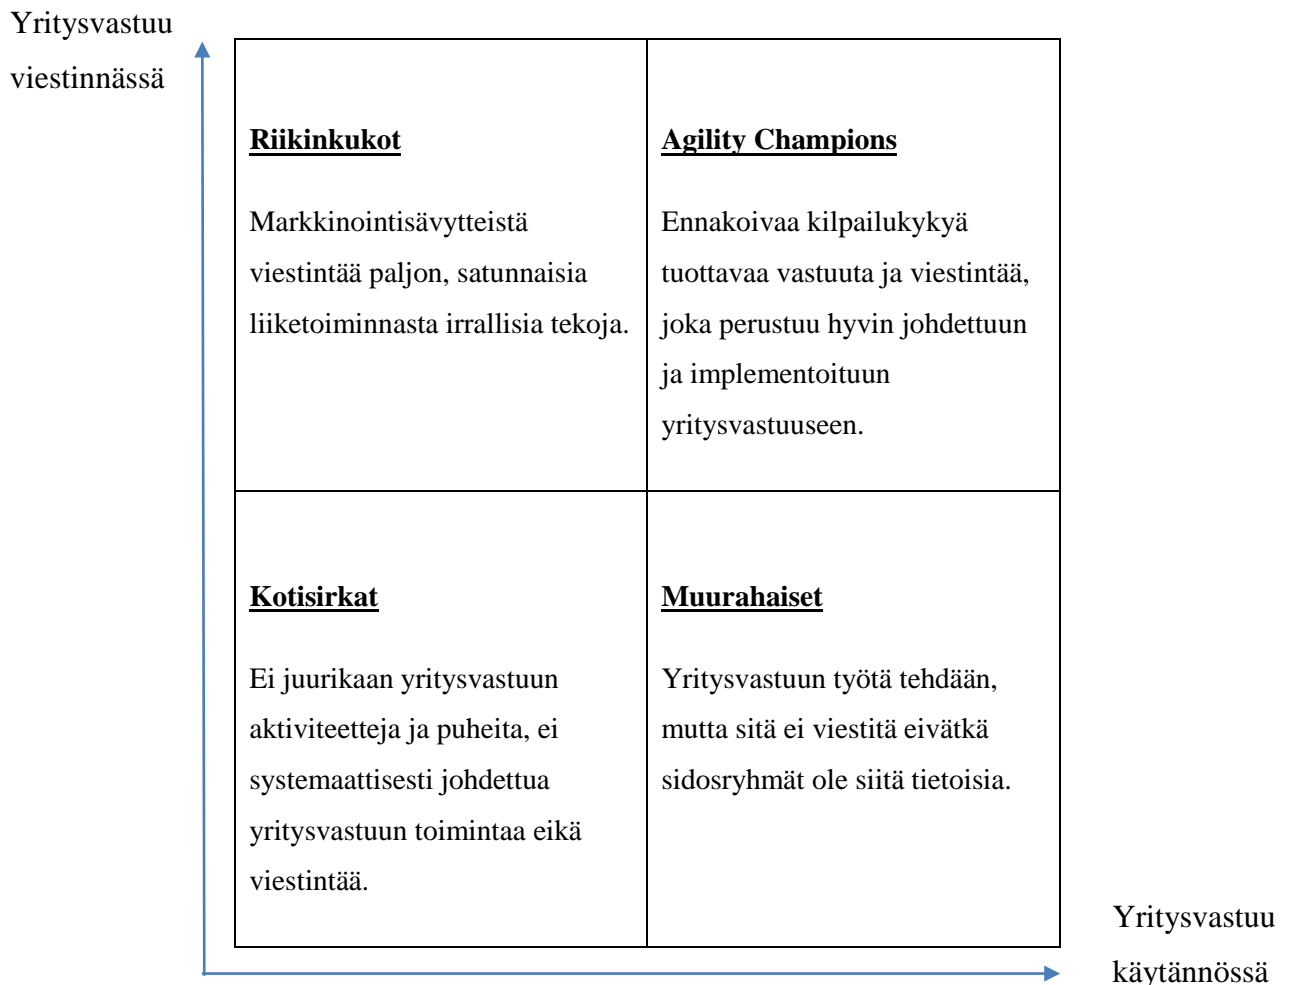 Yritysvastuu
viestinnässä
Riikinkukot
Markkinointisävytteistä
viestintää paljon, satunnaisia
liiketoiminnasta irrallisia tekoja.
Agility Champions
Ennakoivaa kilpailukykyä
tuottavaa vastuuta ja viestintää,
joka perustuu hyvin johdettuun
ja implementoituun
yritysvastuuseen.
Kotisirkat
Ei juurikaan yritysvastuun
aktiviteetteja ja puheita, ei
systemaattisesti johdettua
yritysvastuun toimintaa eikä
viestintää.
Muurahaiset
Yritysvastuun työtä tehdään,
mutta sitä ei viestitä eivätkä
sidosryhmät ole siitä tietoisia.
Yritysvastuu
käytännössä